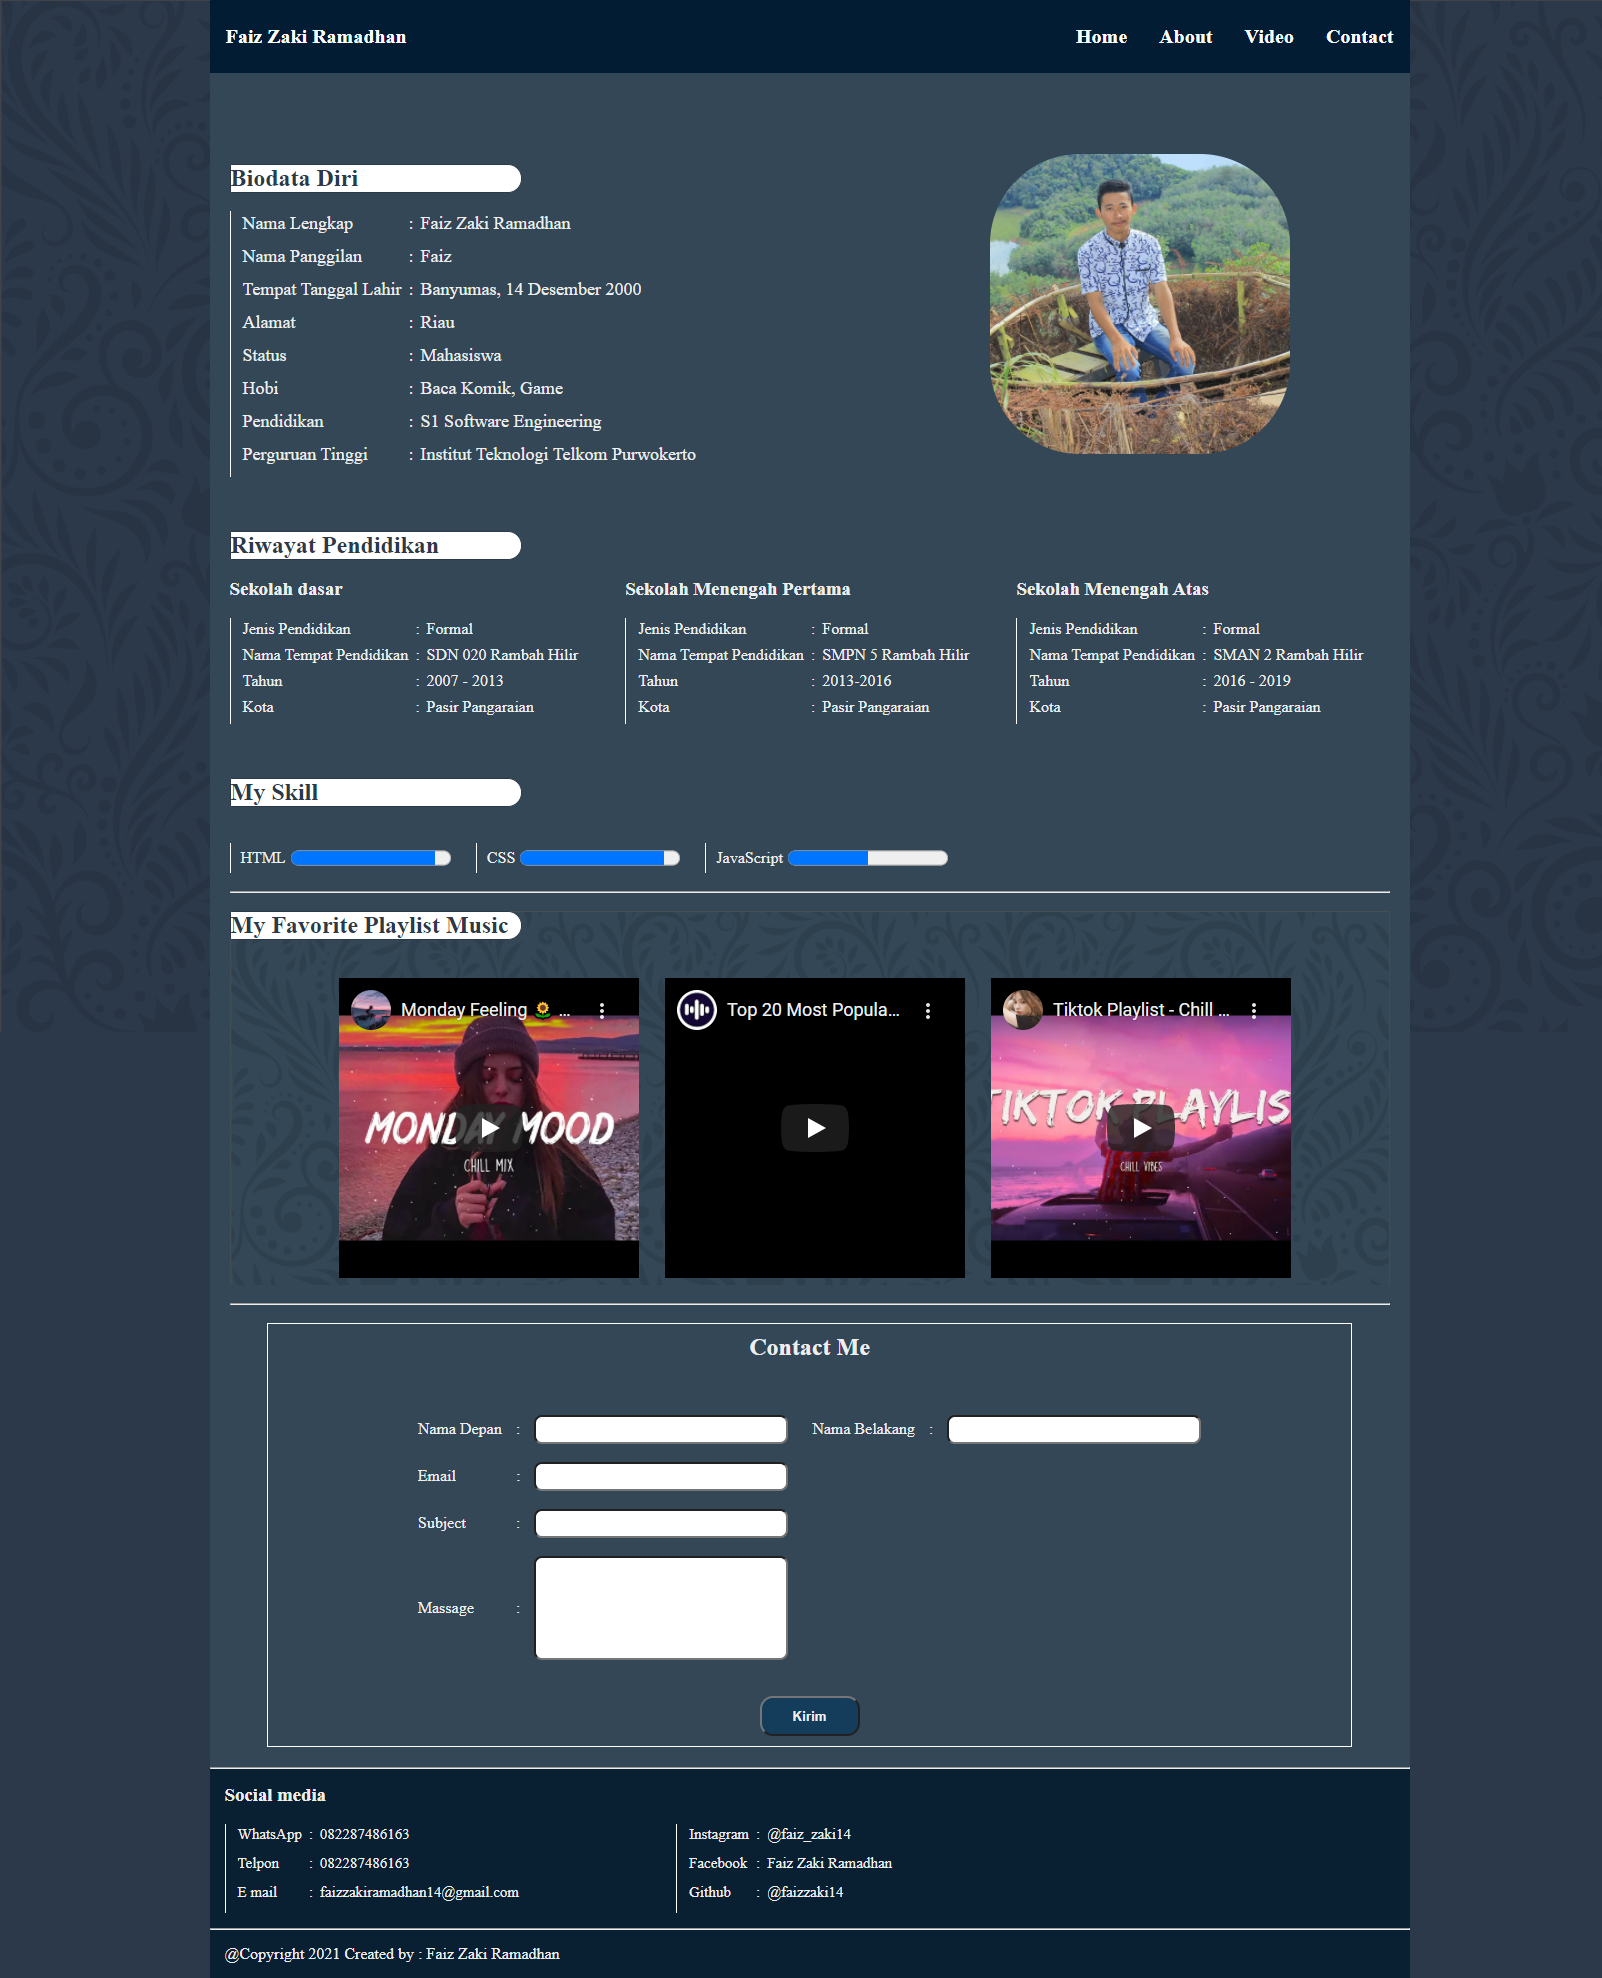 Faiz Zaki Ramadhan Home About Video Contact
Biodata Diri
Nama Lengkap : Faiz Zaki Ramadhan
Nama Panggilan : Faiz
Tempat Tanggal Lahir : Banyumas, 14 Desember 2000
Alamat : Riau
Status : Mahasiswa
Hobi : Baca Komik, Game
Pendidikan : S1 Software Engineering
Perguruan Tinggi : Institut Teknologi Telkom Purwokerto
Riwayat Pendidikan
Sekolah dasar
Jenis Pendidikan : Formal
Nama Tempat Pendidikan : SDN 020 Rambah Hilir
Tahun : 2007 - 2013
Kota : Pasir Pangaraian
Sekolah Menengah Pertama
Jenis Pendidikan : Formal
Nama Tempat Pendidikan : SMPN 5 Rambah Hilir
Tahun : 2013-2016
Kota : Pasir Pangaraian
Sekolah Menengah Atas
Jenis Pendidikan : Formal
Nama Tempat Pendidikan : SMAN 2 Rambah Hilir
Tahun : 2016 - 2019
Kota : Pasir Pangaraian
My Skill
HTML CSS JavaScript
My Favorite Playlist Music
Monday Feeling 🌻 ...
MONDAY MOOD
CHILL MIX
Top 20 Most Popula...
Tiktok Playlist - Chill ...
TIKTOK PLAYLIS
CHILL VIBES
Contact Me
Nama Depan : Nama Belakang :
Email :
Subject :
Massage :
Kirim
Social media
WhatsApp : 082287486163
Telpon : 082287486163
E mail : faizzakiramadhan14@gmail.com
Instagram : @faiz_zaki14
Facebook : Faiz Zaki Ramadhan
Github : @faizzaki14
@Copyright 2021 Created by : Faiz Zaki Ramadhan